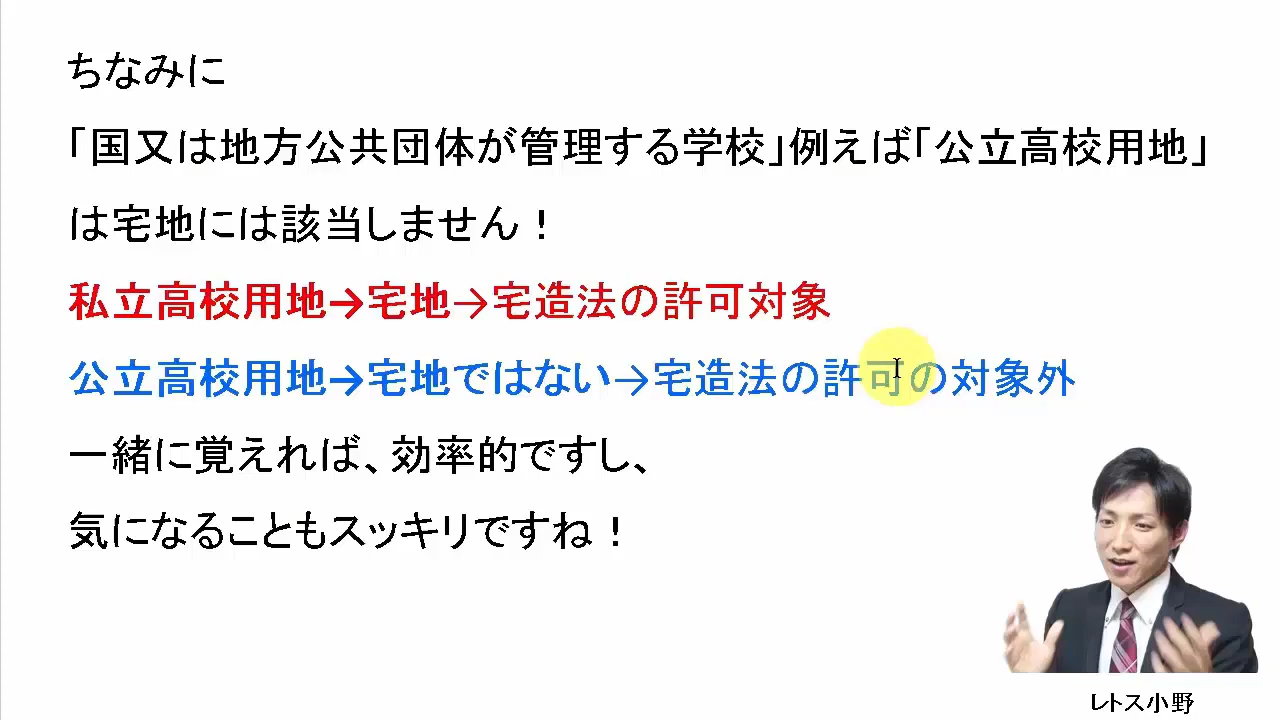 ちなみに
「国又は地方公共団体が管理する学校」例えば「公立高校用地」
は宅地には該当しません！
私立高校用地→宅地→宅造法の許可対象
公立高校用地→宅地ではない→宅造法の許可の対象外
一緒に覚えれば、効率的ですし、
気になることもスッキリですね！
レトス小野